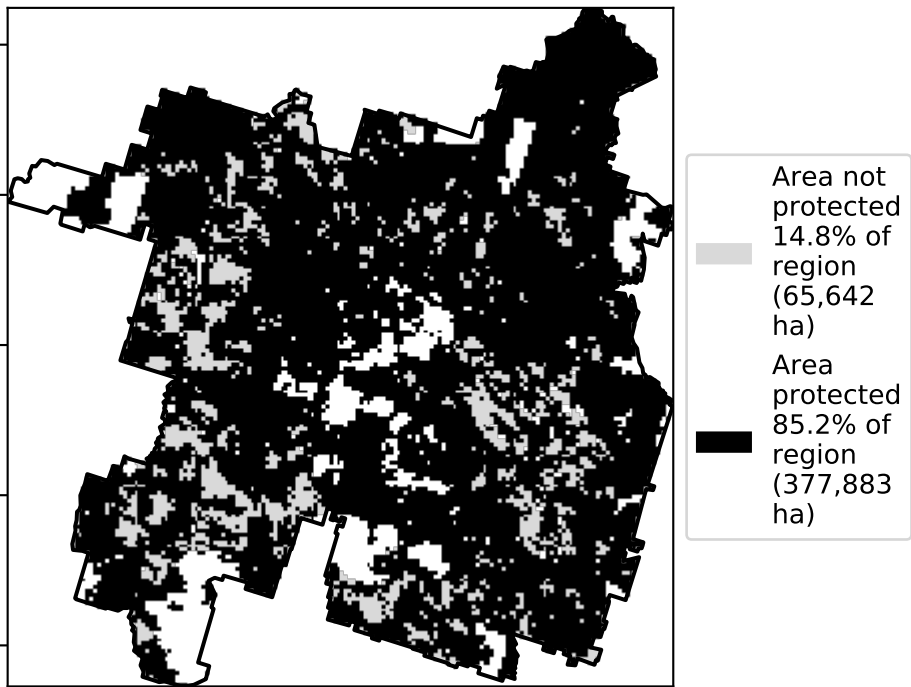 Area not
protected
14.8% of
region
(65,642
ha)
Area
protected
85.2% of
region
(377,883
ha)